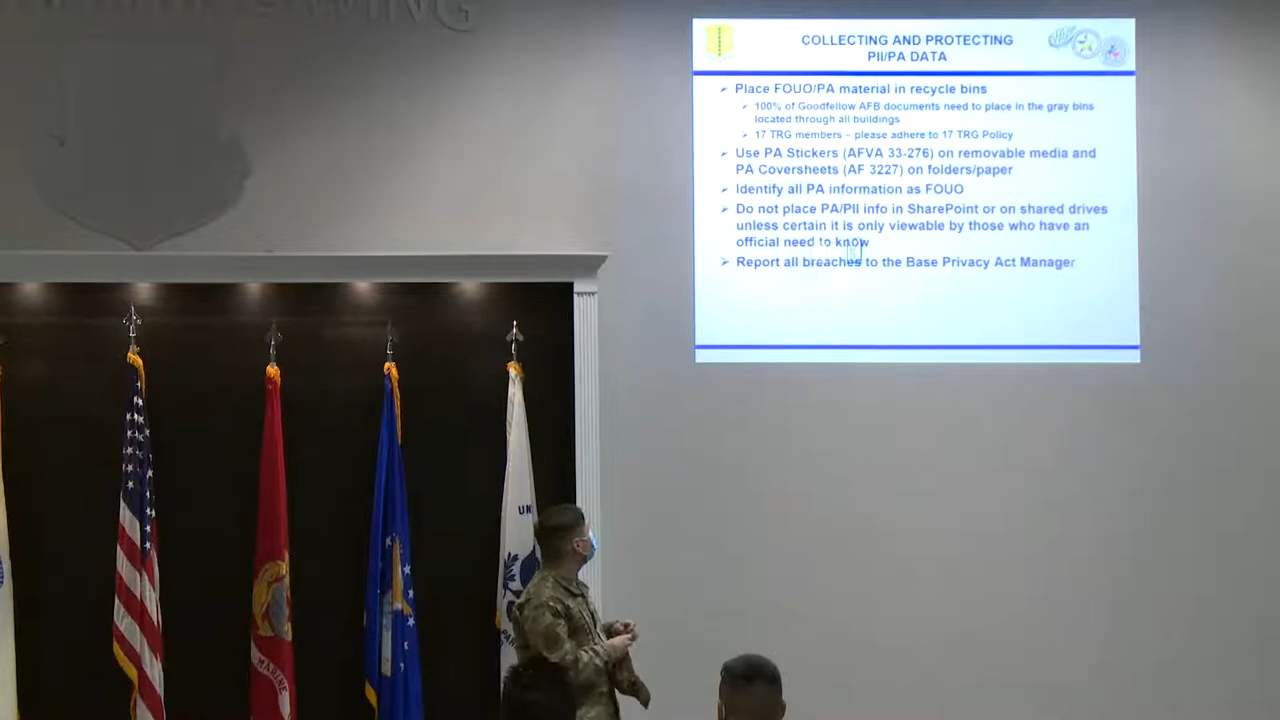 WING
COLLECTING AND PROTECTING
PII/PA DATA
Place FOUO/PA material in recycle bins
100% of Goodfellow AFB documents need to place in the gray bins
located through all buildings
17 TRG members – please adhere to 17 TRG Policy
Use PA Stickers (AFVA 33-276) on removable media and
PA Coversheets (AF 3227) on folders/paper
Identify all PA information as FOUO
Do not place PA/PII info in SharePoint or on shared drives
unless certain it is only viewable by those who have an
official need to know
Report all breaches to the Base Privacy Act Manager
UN
MARINE